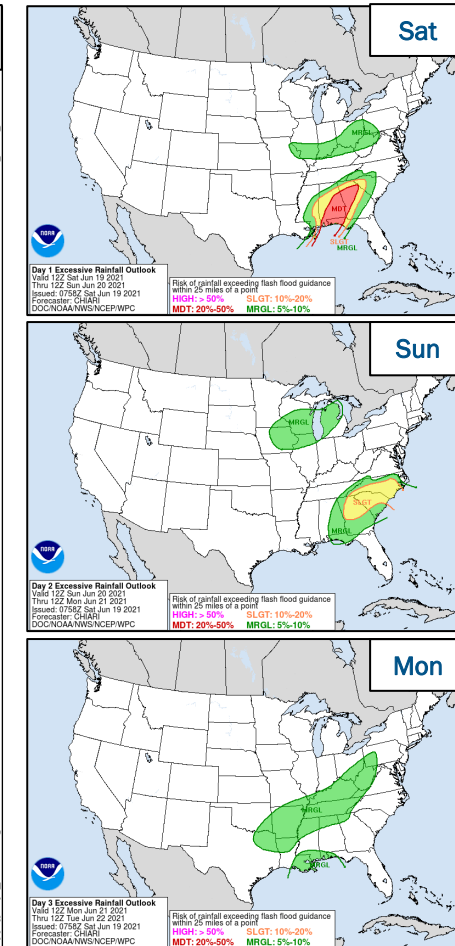 Sat
MRGL
MDT
SLGT
MRGL
NOAA
Day 1 Excessive Rainfall Outlook
Valid 12Z Sat Jun 19 2021
Thru 12Z Sun Jun 20 2021
Issued: 0758Z Sat Jun 19 2021
Forecaster: CHIARI
DOC/NOAA/NWS/NCEP/WPC
Risk of rainfall exceeding flash flood guidance
within 25 miles of a point
HIGH: > 50% SLGT: 10%-20%
MDT: 20%-50% MRGL: 5%-10%
Sun
MRGL
SLGT
MRGL
NOAA
Day 2 Excessive Rainfall Outlook
Valid 12Z Sun Jun 20 2021
Thru 12Z Mon Jun 21 2021
Issued: 0758Z Sat Jun 19 2021
Forecaster: CHIARI
DOC/NOAA/NWS/NCEP/WPC
Risk of rainfall exceeding flash flood guidance
within 25 miles of a point
HIGH: > 50% SLGT: 10%-20%
MDT: 20%-50% MRGL: 5%-10%
Mon
MRGL
MRGL
NOAA
Day 3 Excessive Rainfall Outlook
Valid 12Z Mon Jun 21 2021
Thru 12Z Tue Jun 22 2021
Issued: 0758Z Sat Jun 19 2021
Forecaster: CHIARI
DOC/NOAA/NWS/NCEP/WPC
Risk of rainfall exceeding flash flood guidance
within 25 miles of a point
HIGH: > 50% SLGT: 10%-20%
MDT: 20%-50% MRGL: 5%-10%